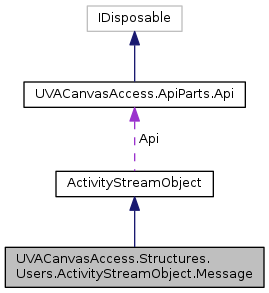 IDisposable
UVACanvasAccess.ApiParts.Api
Api
ActivityStreamObject
UVACanvasAccess.Structures.
Users.ActivityStreamObject.Message